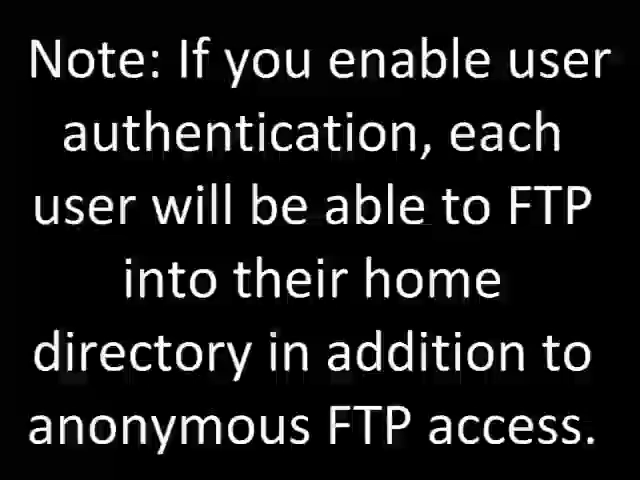 Note: If you enable user
authentication, each
user will be able to FTP
into their home
directory in addition to
anonymous FTP access.